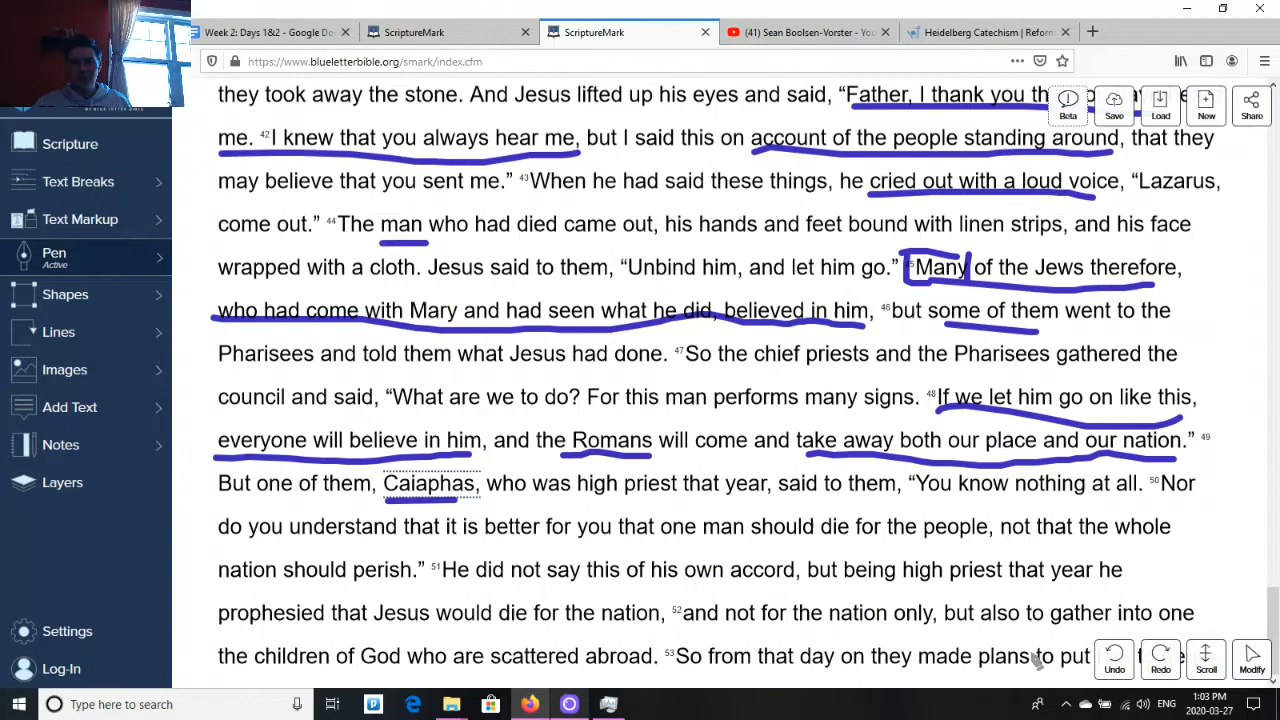 Week 2: Days 1&2 - Google Do
ScriptureMark
ScriptureMark
(41) Sean Boolsen-Vorster - You
Heidelberg Catechism | Reform
https://www.blueletterbible.org/smark/index.cfm
Beta
Save
Load
New
Share
Scripture
Text Breaks
Text Markup
Pen
Active
Shapes
Lines
Images
Add Text
Notes
Layers
Settings
Log-In
they took away the stone. And Jesus lifted up his eyes and said, “Father, I thank you
me. 42 I knew that you always hear me, but I said this on account of the people standing around, that they
may believe that you sent me.” 43 When he had said these things, he cried out with a loud voice, “Lazarus,
come out.” 44 The man who had died came out, his hands and feet bound with linen strips, and his face
wrapped with a cloth. Jesus said to them, “Unbind him, and let him go.” 45 Many of the Jews therefore,
who had come with Mary and had seen what he did, believed in him, 46 but some of them went to the
Pharisees and told them what Jesus had done. 47 So the chief priests and the Pharisees gathered the
council and said, “What are we to do? For this man performs many signs. 48 If we let him go on like this,
everyone will believe in him, and the Romans will come and take away both our place and our nation.” 49
But one of them, Caiaphas, who was high priest that year, said to them, “You know nothing at all. 50 Nor
do you understand that it is better for you that one man should die for the people, not that the whole
nation should perish.” 51 He did not say this of his own accord, but being high priest that year he
prophesied that Jesus would die for the nation, 52 and not for the nation only, but also to gather into one
the children of God who are scattered abroad. 53 So from that day on they made plans to put
Undo
Redo
Scroll
Modify
Type here to search
ENG
1:03 PM
2020-03-27